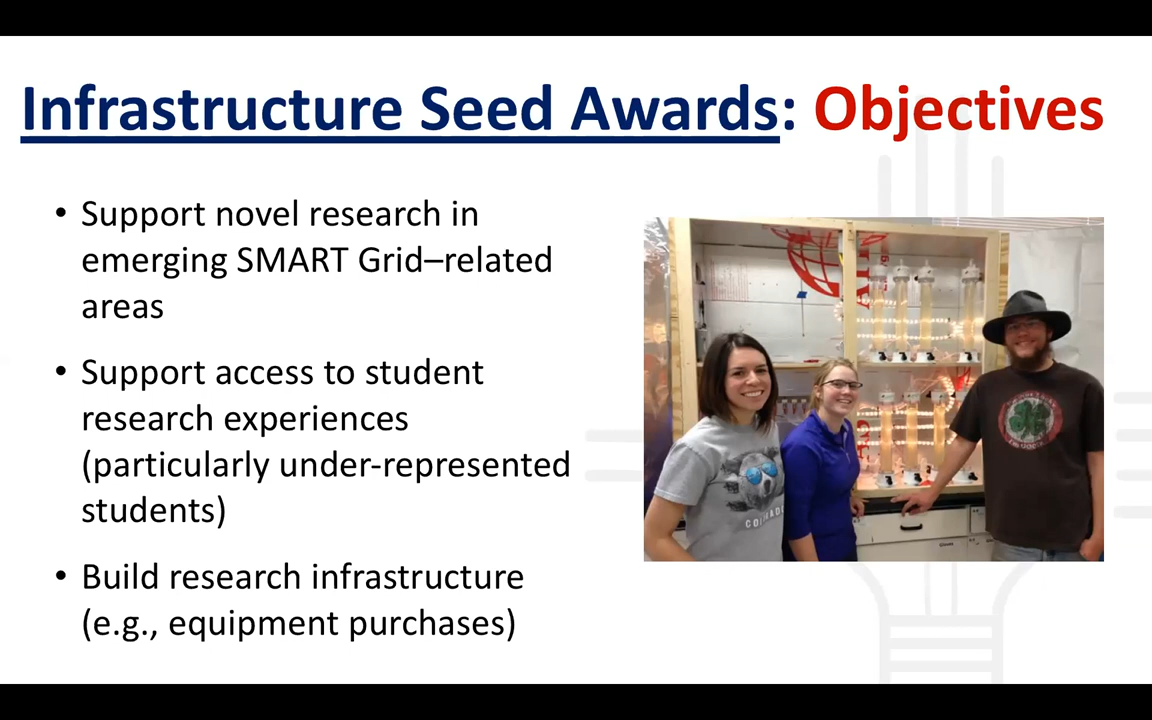 Infrastructure Seed Awards: Objectives
• Support novel research in
emerging SMART Grid–related
areas
• Support access to student
research experiences
(particularly under-represented
students)
• Build research infrastructure
(e.g., equipment purchases)